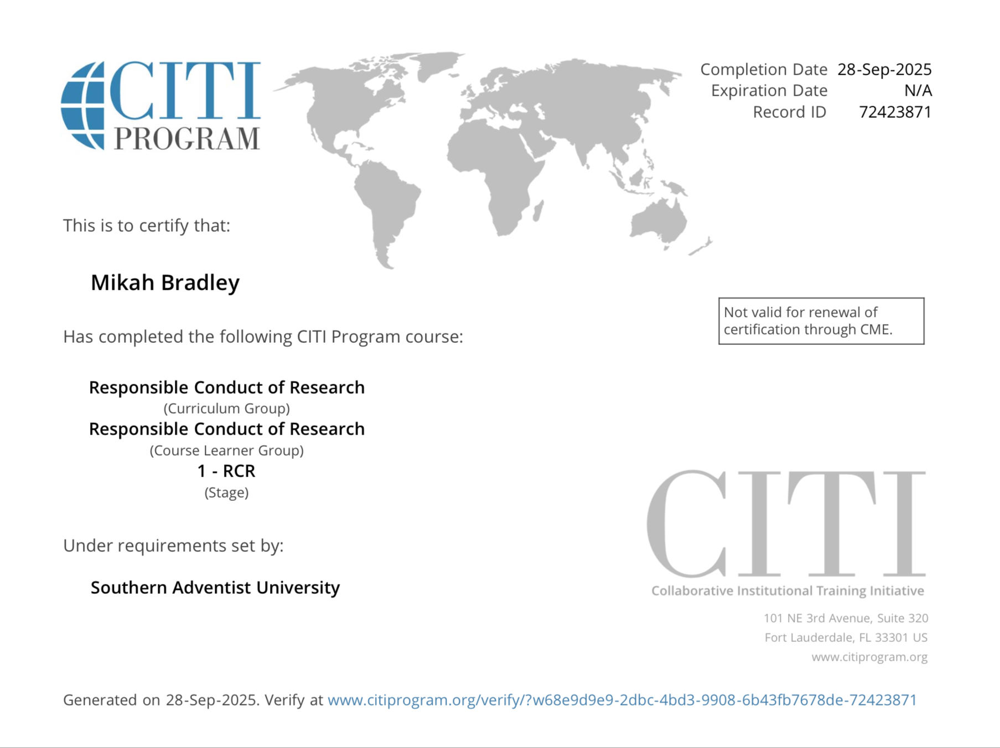 CITI
PROGRAM
Completion Date 28-Sep-2025
Expiration Date N/A
Record ID 72423871
This is to certify that:
Mikah Bradley
Not valid for renewal of
certification through CME.
Has completed the following CITI Program course:
Responsible Conduct of Research
(Curriculum Group)
Responsible Conduct of Research
(Course Learner Group)
1 - RCR
(Stage)
Under requirements set by:
Southern Adventist University
CITI
Collaborative Institutional Training Initiative
101 NE 3rd Avenue, Suite 320
Fort Lauderdale, FL 33301 US
www.citiprogram.org
Generated on 28-Sep-2025. Verify at www.citiprogram.org/verify/?w68e9d9e9-2dbc-4bd3-9908-6b43fb7678de-72423871